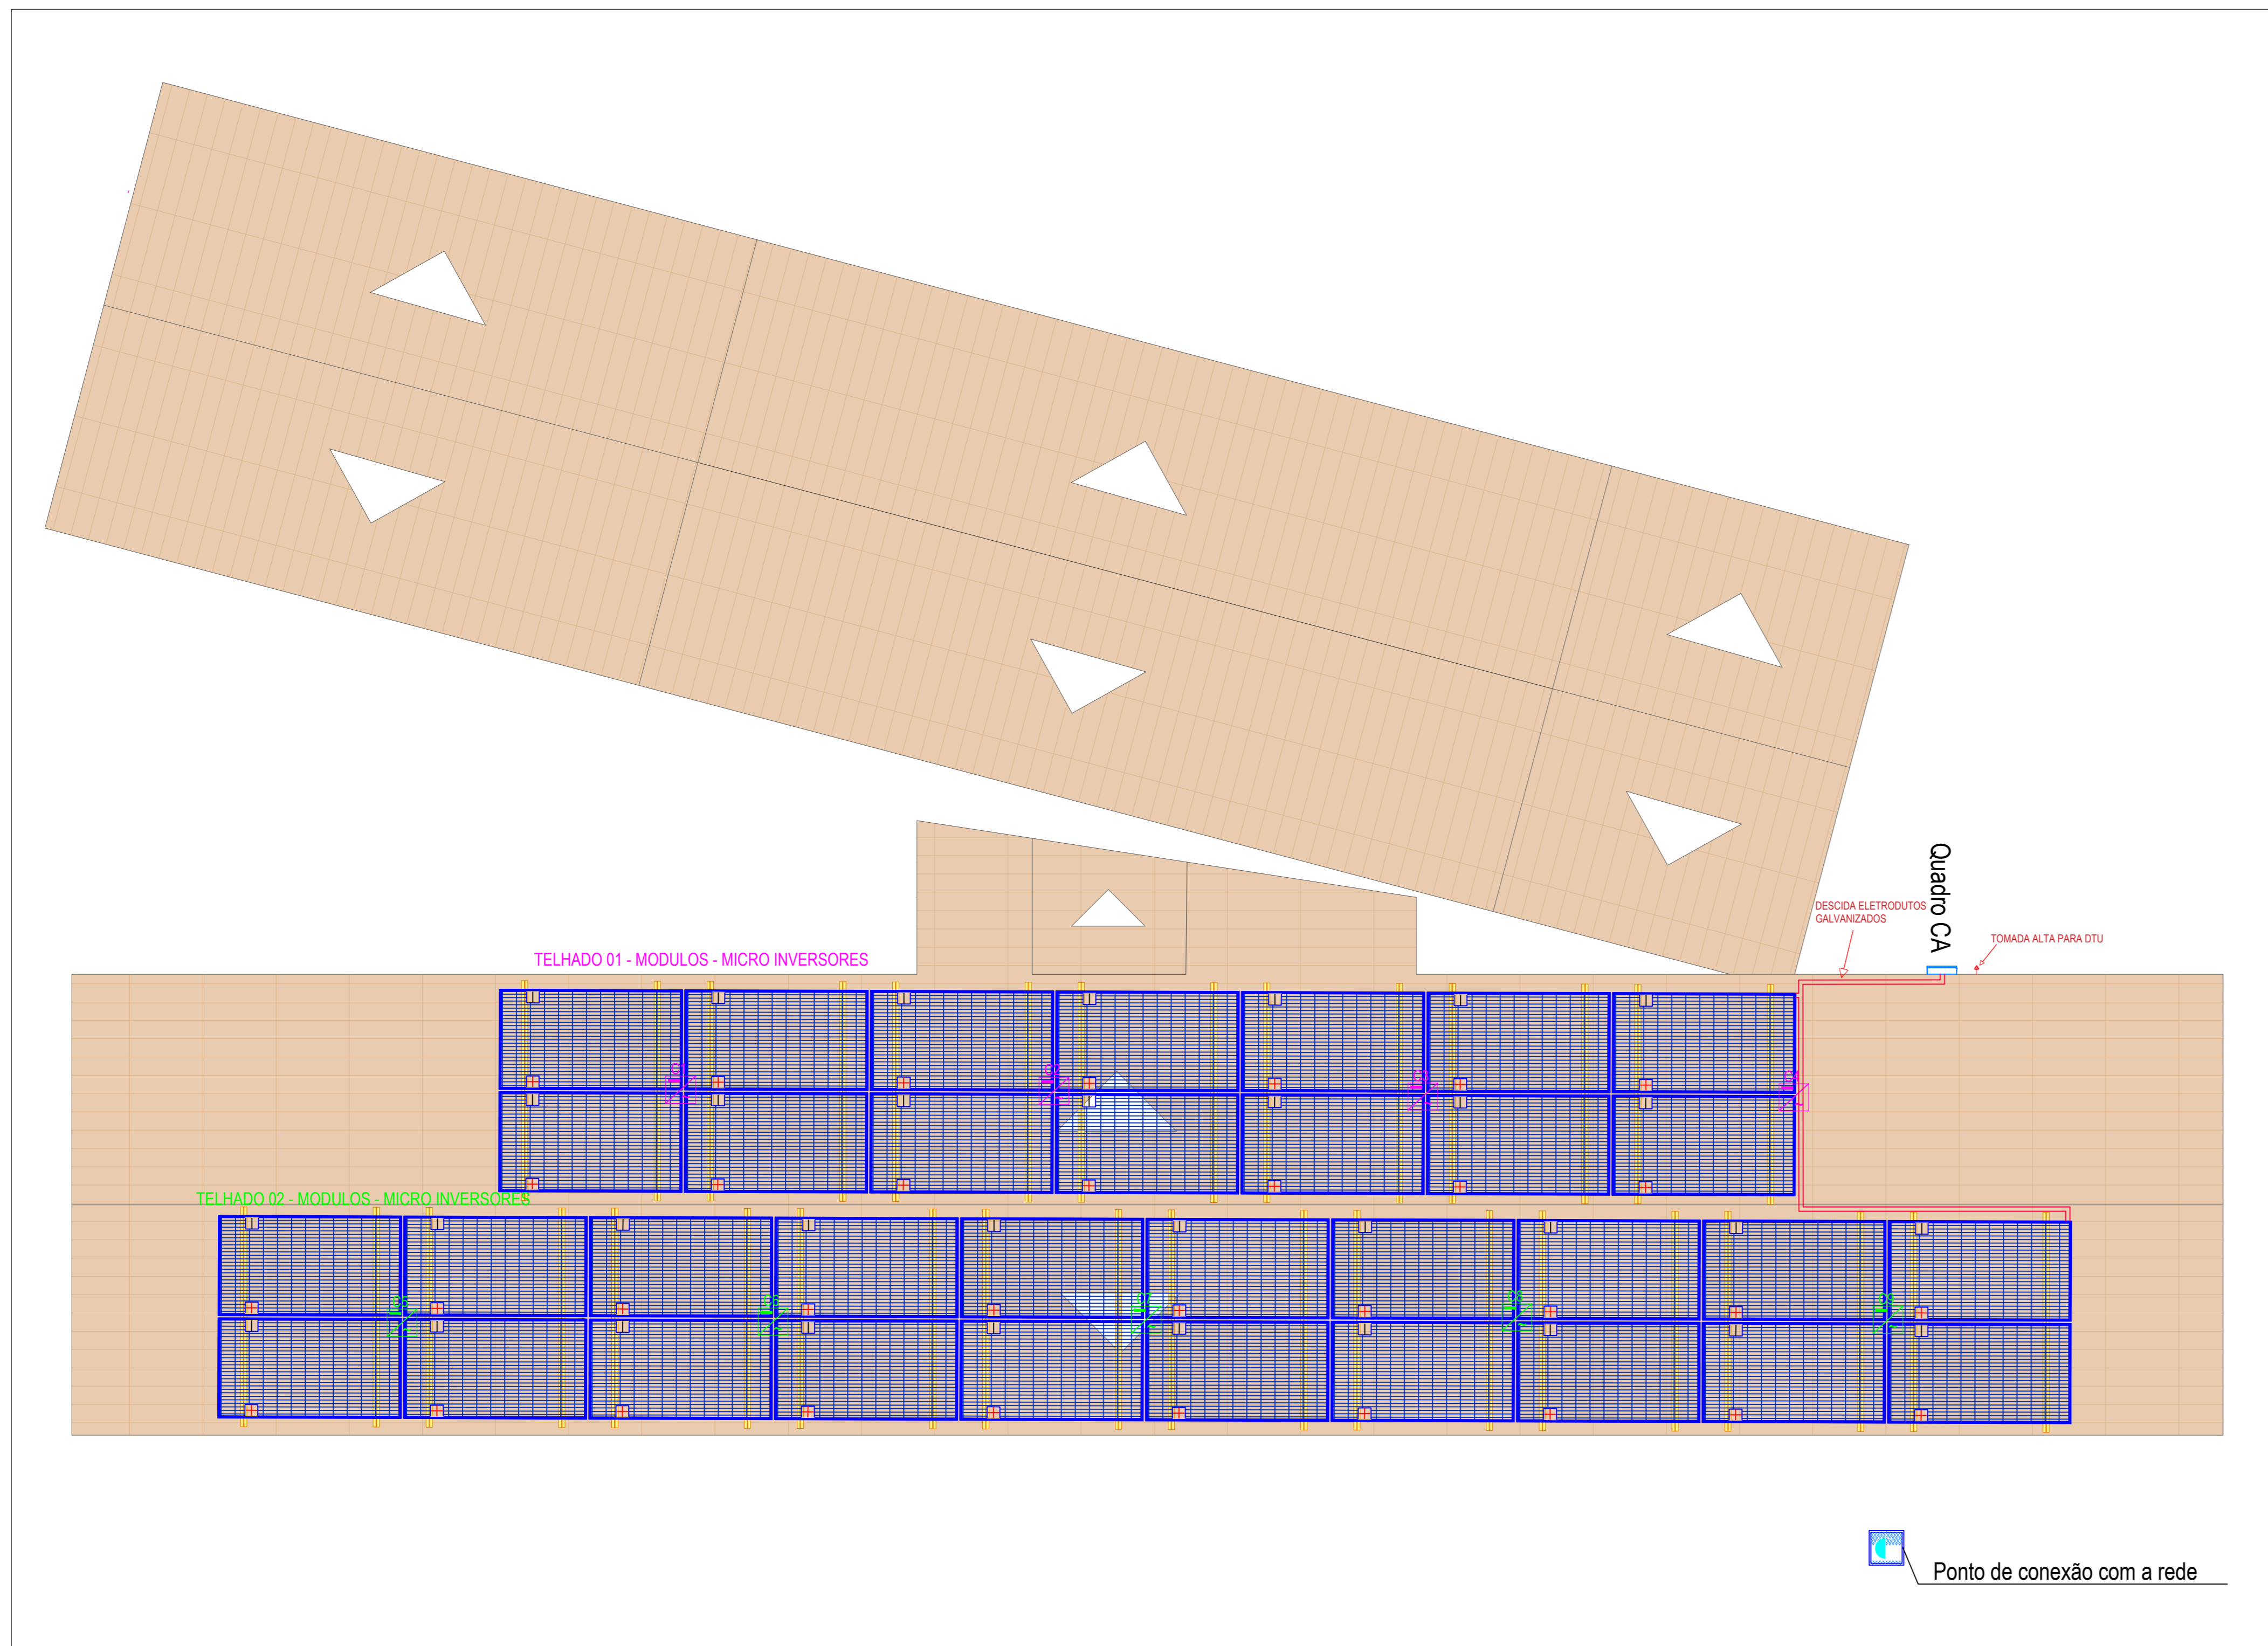 Quadro CA
DESCIDA ELETRODUTOS
GALVANIZADOS
TOMADA ALTA PARA DTU
TELHADO 01 - MODULOS - MICRO INVERSORES
TELHADO 02 - MODULOS - MICRO INVERSORES
Ponto de conexão com a rede